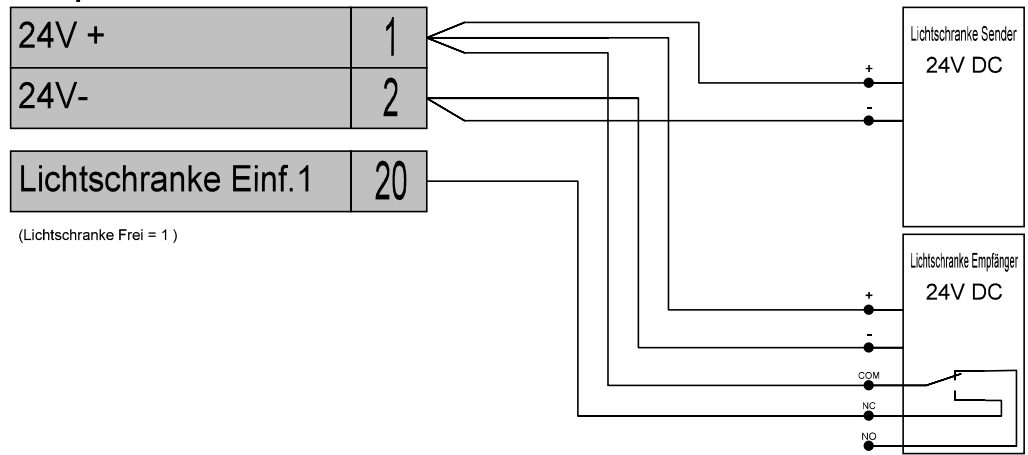 24V +
1
24V-
2
Lichtschranke Einf.1
20
(Lichtschranke Frei = 1 )
Lichtschranke Sender
24V DC
+
-
Lichtschranke Empfänger
24V DC
+
-
COM
NC
NO